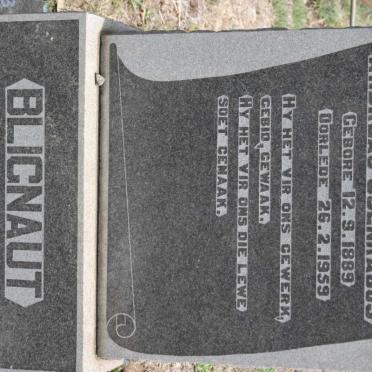 GEBORE 12.9.1889
OORLEDE 26.2.1959
HY HET VIR ONS GEWERK,
GEBID, GEWAAK.
HY HET VIR ONS DIE LEWE
SOET GEMAAK.
BLIGNAUT